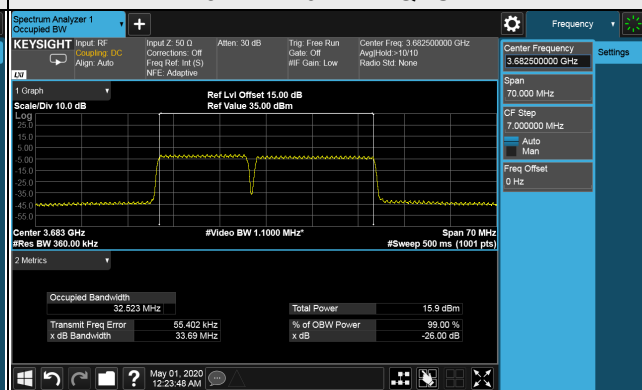 Spectrum Analyzer 1
Occupied BW
Frequency
KEYSIGHT
Input: RF
Coupling: DC
Align: Auto
Input Z: 50 Ω
Corrections: Off
Freq Ref: Int (S)
NFE: Adaptive
Atten: 30 dB
Trig: Free Run
Gate: Off
#IF Gain: Low
Center Freq: 3.682500000 GHz
Avg|Hold:>10/10
Radio Std: None
LXI
Center Frequency
3.682500000 GHz
Settings
Span
70.000 MHz
CF Step
7.000000 MHz
Auto
Man
Freq Offset
0 Hz
1 Graph
Scale/Div 10.0 dB
Ref Lvl Offset 15.00 dB
Ref Value 35.00 dBm
Log
25.0
15.0
5.00
-5.00
-15.0
-25.0
-35.0
-45.0
-55.0
Center 3.683 GHz
#Res BW 360.00 kHz
#Video BW 1.1000 MHz*
Span 70 MHz
#Sweep 500 ms (1001 pts)
2 Metrics
Occupied Bandwidth
32.523 MHz
Total Power 15.9 dBm
Transmit Freq Error 55.402 kHz
% of OBW Power 99.00 %
x dB Bandwidth 33.69 MHz
x dB -26.00 dB
May 01, 2020
12:23:48 AM